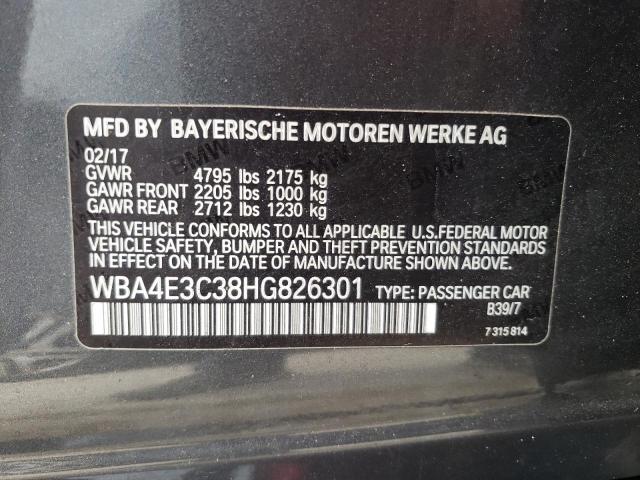 MFD BY BAYERISCHE MOTOREN WERKE AG
02/17
GVWR 4795 lbs 2175 kg
GAWR FRONT 2205 lbs 1000 kg
GAWR REAR 2712 lbs 1230 kg
THIS VEHICLE CONFORMS TO ALL APPLICABLE U.S.FEDERAL MOTOR
VEHICLE SAFETY, BUMPER AND THEFT PREVENTION STANDARDS
IN EFFECT ON THE DATE OF MANUFACTURE SHOWN ABOVE.
WBA4E3C38HG826301 TYPE: PASSENGER CAR
B39/7
7 315 814